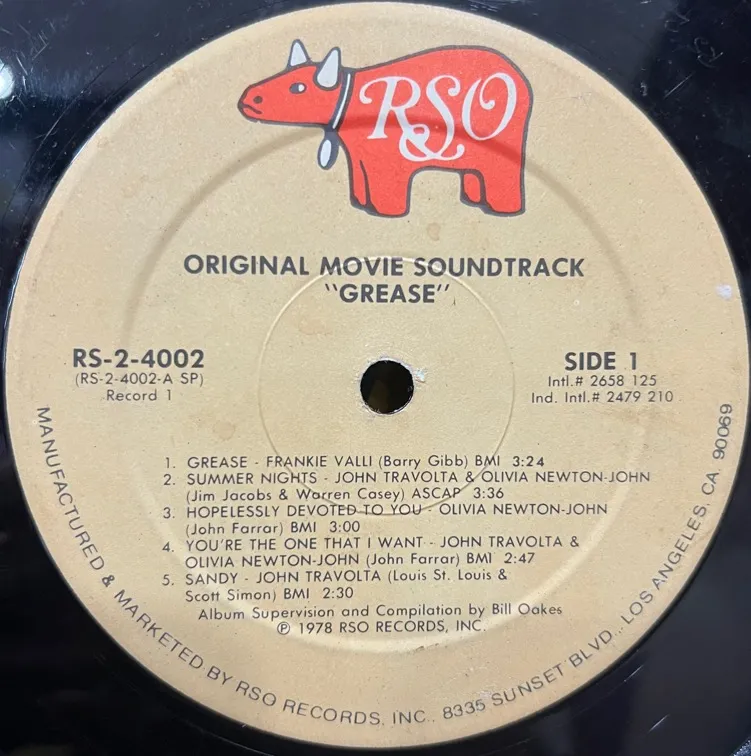 RSO
ORIGINAL MOVIE SOUNDTRACK
"GREASE"
RS-2-4002
(RS-2-4002-A SP)
Record 1
SIDE 1
Intl.# 2658 125
Ind. Intl.# 2479 210
1. GREASE - FRANKIE VALLI (Barry Gibb) BMI 3:24
2. SUMMER NIGHTS - JOHN TRAVOLTA & OLIVIA NEWTON-JOHN
(Jim Jacobs & Warren Casey) ASCAP 3:36
3. HOPELESSLY DEVOTED TO YOU - OLIVIA NEWTON-JOHN
(John Farrar) BMI 3:00
4. YOU'RE THE ONE THAT I WANT - JOHN TRAVOLTA &
OLIVIA NEWTON-JOHN (John Farrar) BMI 2:47
5. SANDY - JOHN TRAVOLTA (Louis St. Louis &
Scott Simon) BMI 2:30
Album Supervision and Compilation by Bill Oakes
℗ 1978 RSO RECORDS, INC.
MANUFACTURED & MARKETED BY RSO RECORDS, INC., 8335 SUNSET BLVD., LOS ANGELES, CA. 90069